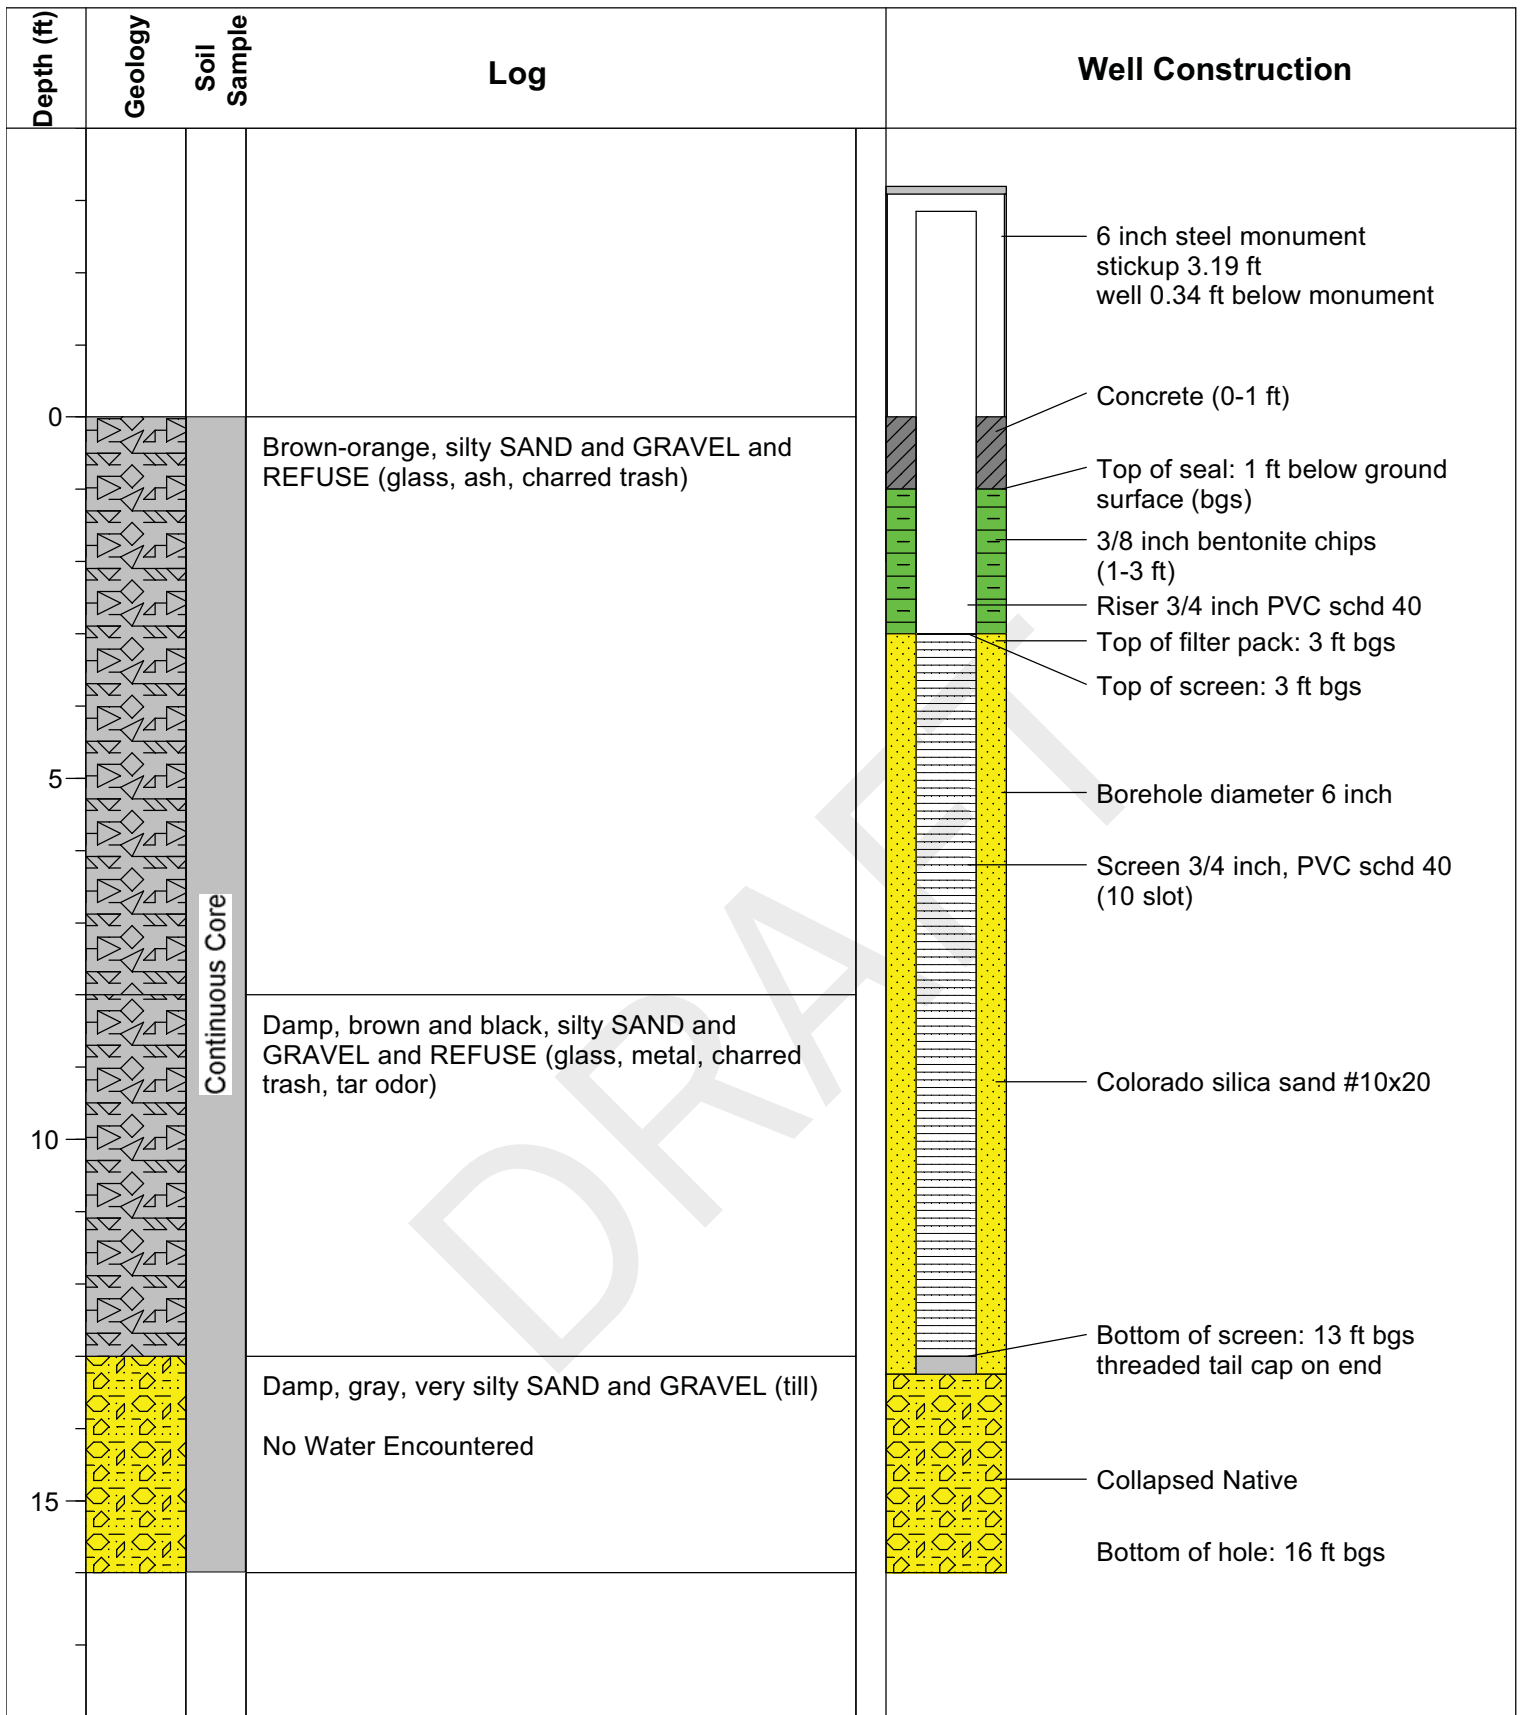 Depth (ft)
Geology
Soil
Sample
Log
Well Construction
6 inch steel monument
stickup 3.19 ft
well 0.34 ft below monument
Concrete (0-1 ft)
0
Brown-orange, silty SAND and GRAVEL and
REFUSE (glass, ash, charred trash)
Top of seal: 1 ft below ground
surface (bgs)
3/8 inch bentonite chips
(1-3 ft)
Riser 3/4 inch PVC schd 40
Top of filter pack: 3 ft bgs
Top of screen: 3 ft bgs
5
Borehole diameter 6 inch
Screen 3/4 inch, PVC schd 40
(10 slot)
Continuous Core
Damp, brown and black, silty SAND and
GRAVEL and REFUSE (glass, metal, charred
trash, tar odor)
Colorado silica sand #10x20
10
DRAFT
Bottom of screen: 13 ft bgs
threaded tail cap on end
Damp, gray, very silty SAND and GRAVEL (till)
No Water Encountered
15
Collapsed Native
Bottom of hole: 16 ft bgs